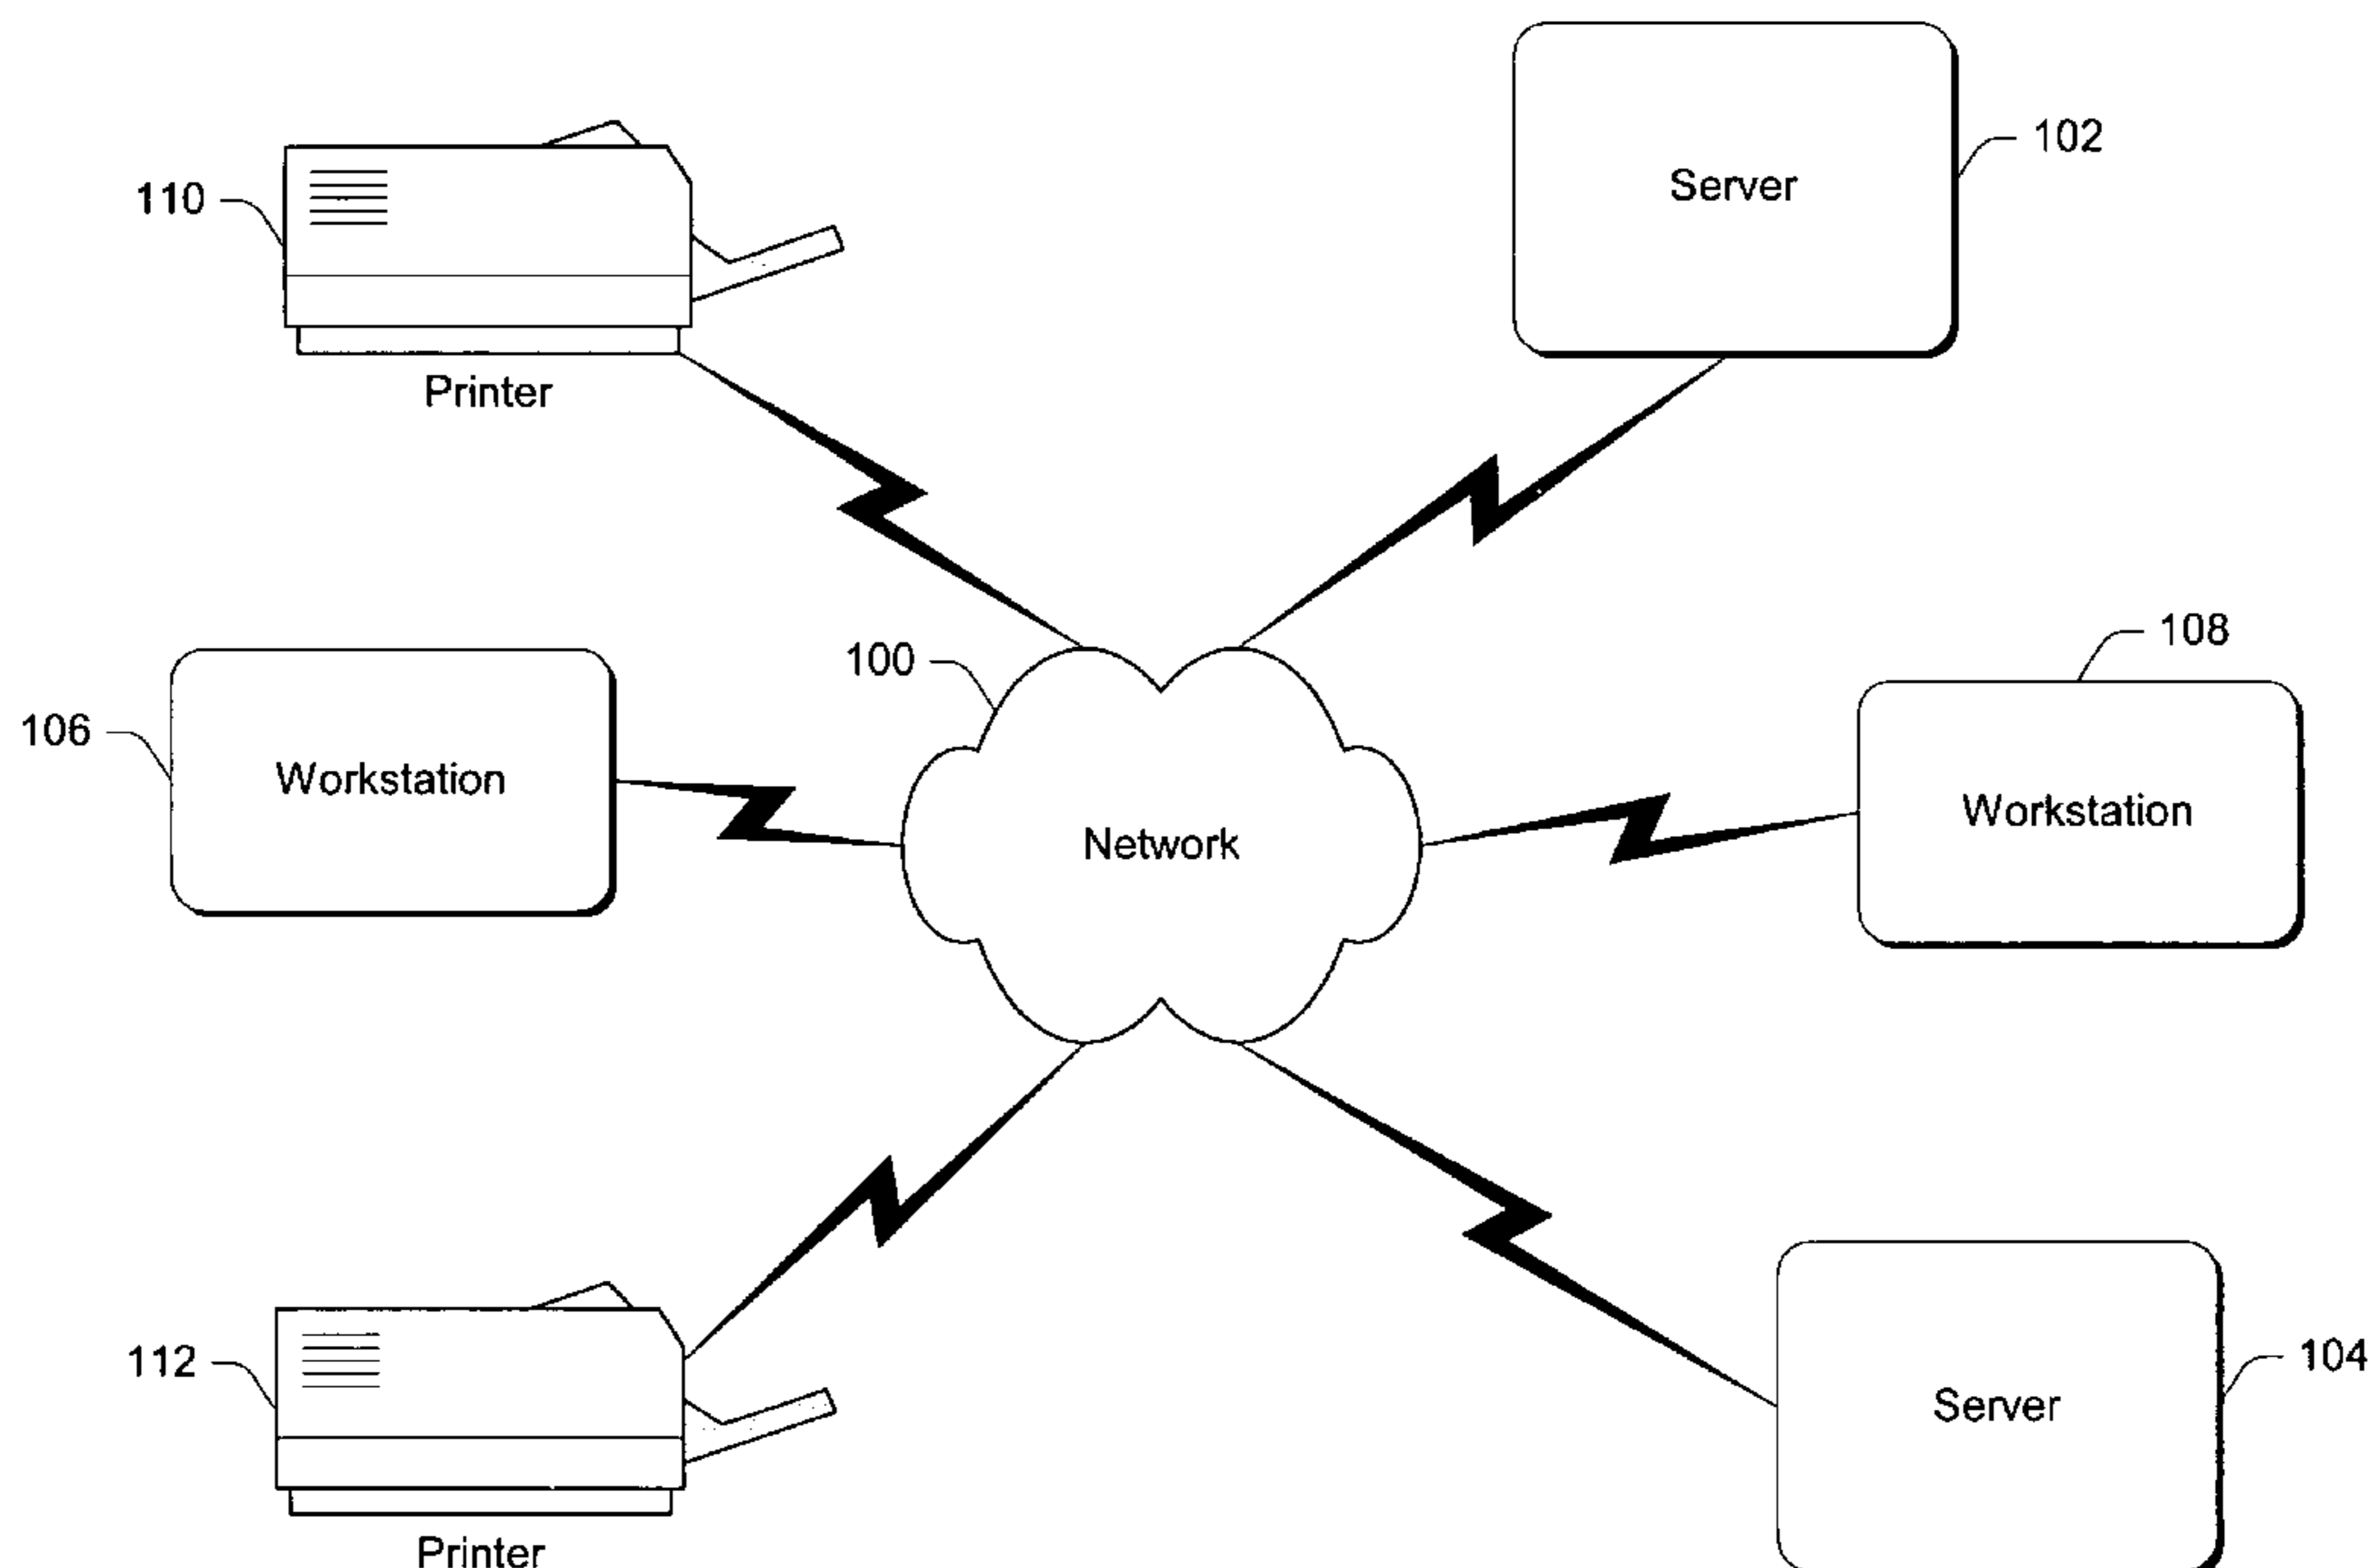 102
Server
110
Printer
108
100
106
Workstation
Workstation
Network
112
104
Server
Printer